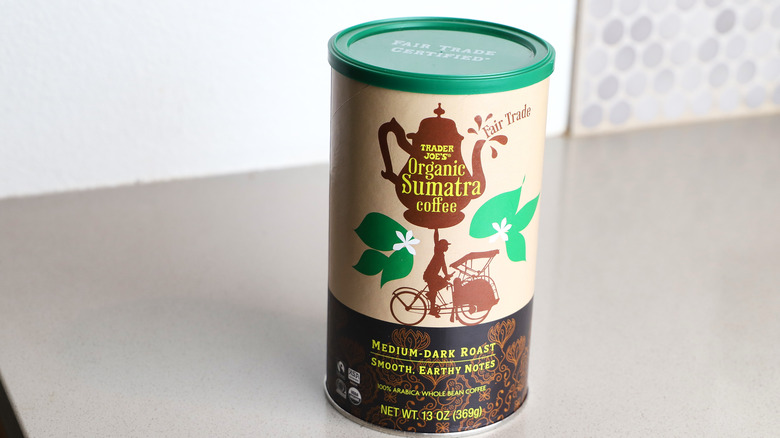 FAIR TRADE
CERTIFIED
Fair Trade
TRADER
JOE'S®
Organic
Sumatra
coffee
MEDIUM-DARK ROAST
SMOOTH, EARTHY NOTES
100% ARABICA WHOLE BEAN COFFEE
NET WT. 13 OZ (369g)